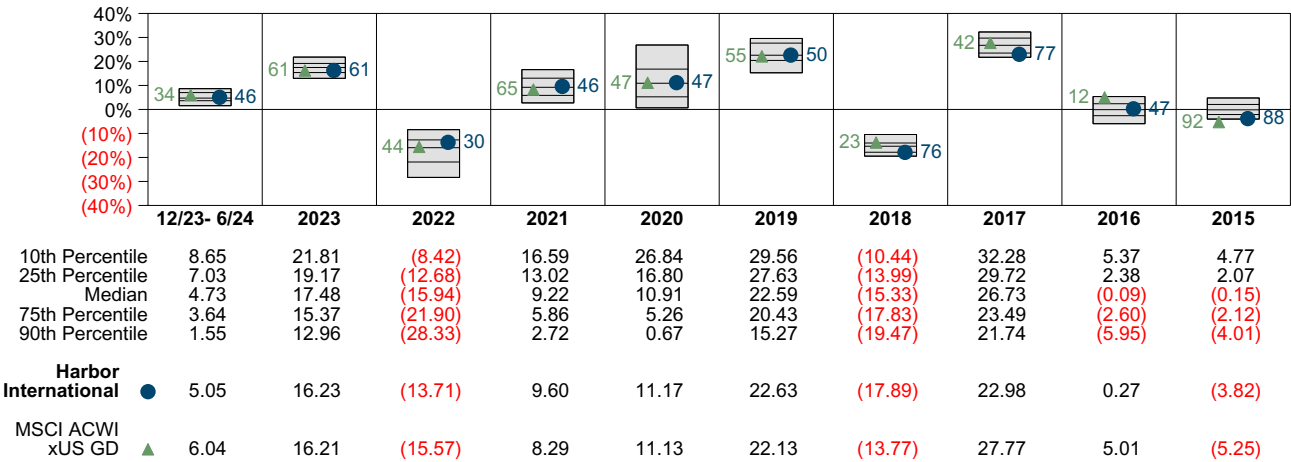 40%
30%
20%
10%
0%
(10%)
(20%)
(30%)
(40%)
34 46
61 61
44 30
65 46
47 47
55 50
23 76
42 77
12 47
92 88
12/23- 6/24 2023 2022 2021 2020 2019 2018 2017 2016 2015
10th Percentile 8.65 21.81 (8.42) 16.59 26.84 29.56 (10.44) 32.28 5.37 4.77
25th Percentile 7.03 19.17 (12.68) 13.02 16.80 27.63 (13.99) 29.72 2.38 2.07
Median 4.73 17.48 (15.94) 9.22 10.91 22.59 (15.33) 26.73 (0.09) (0.15)
75th Percentile 3.64 15.37 (21.90) 5.86 5.26 20.43 (17.83) 23.49 (2.60) (2.12)
90th Percentile 1.55 12.96 (28.33) 2.72 0.67 15.27 (19.47) 21.74 (5.95) (4.01)
Harbor
International 5.05 16.23 (13.71) 9.60 11.17 22.63 (17.89) 22.98 0.27 (3.82)
MSCI ACWI
xUS GD 6.04 16.21 (15.57) 8.29 11.13 22.13 (13.77) 27.77 5.01 (5.25)